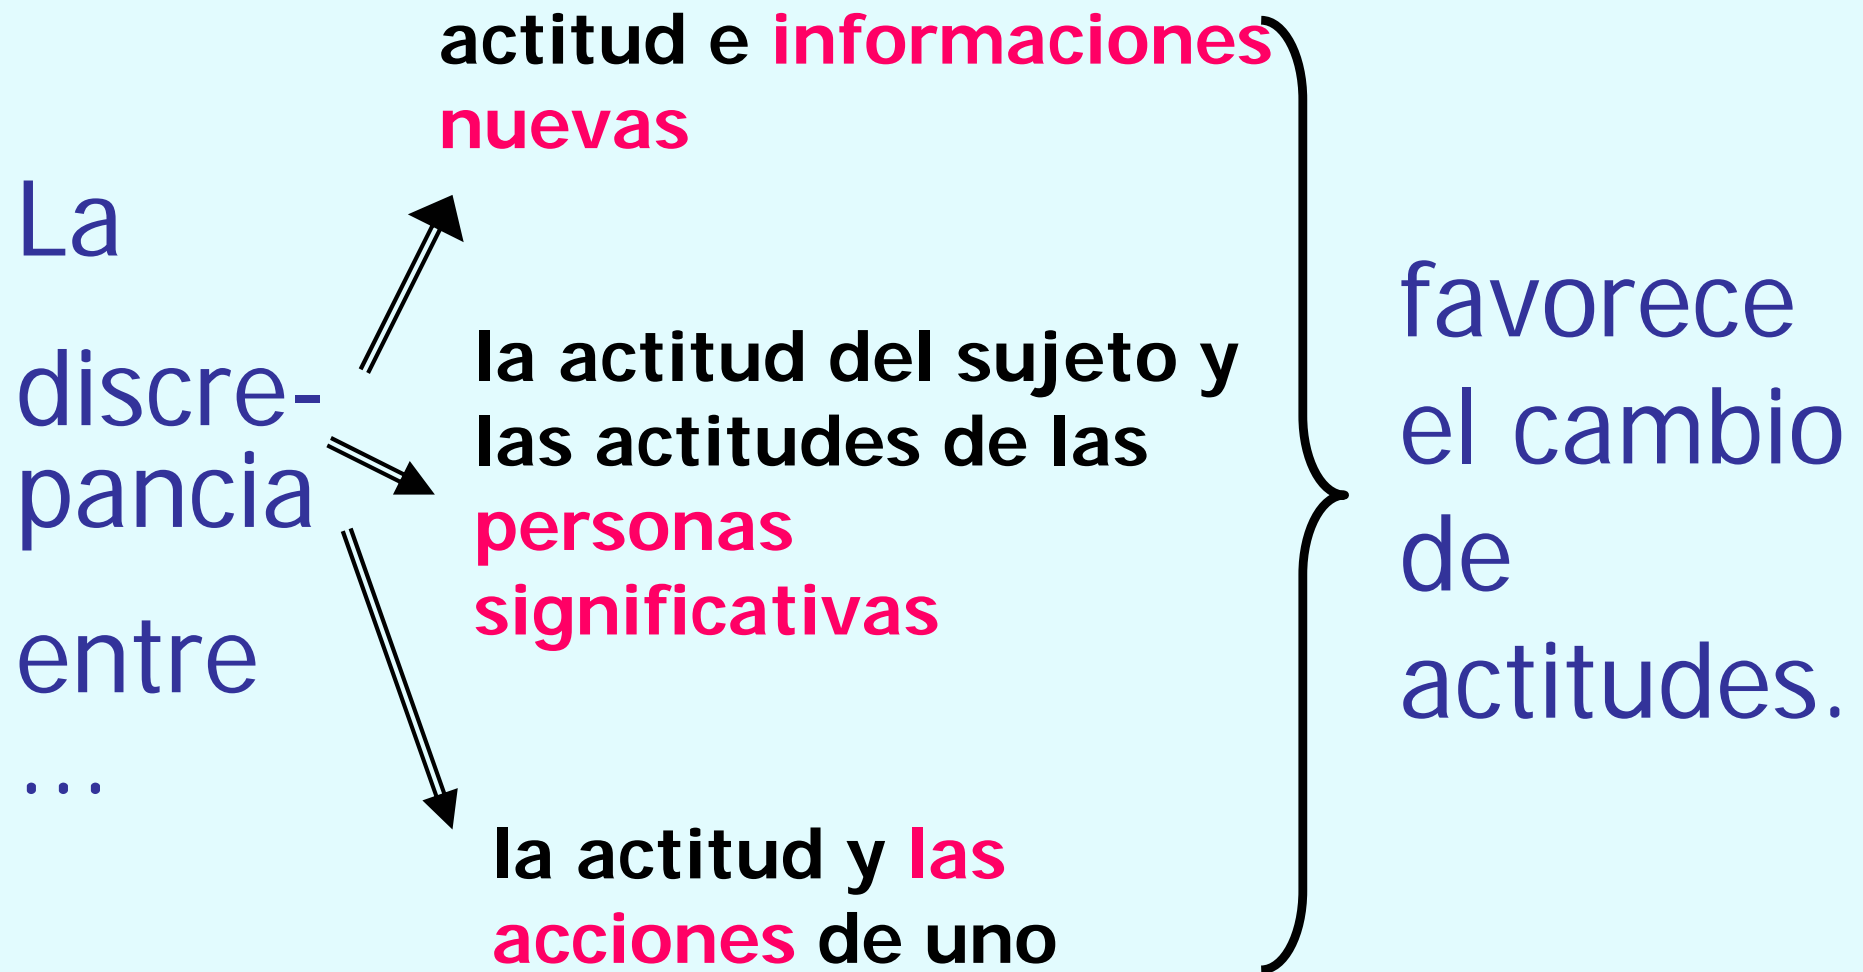 La
discre-
pancia
entre
...
actitud e informaciones
nuevas
la actitud del sujeto y
las actitudes de las
personas
significativas
la actitud y las
acciones de uno
favorece
el cambio
de
actitudes.